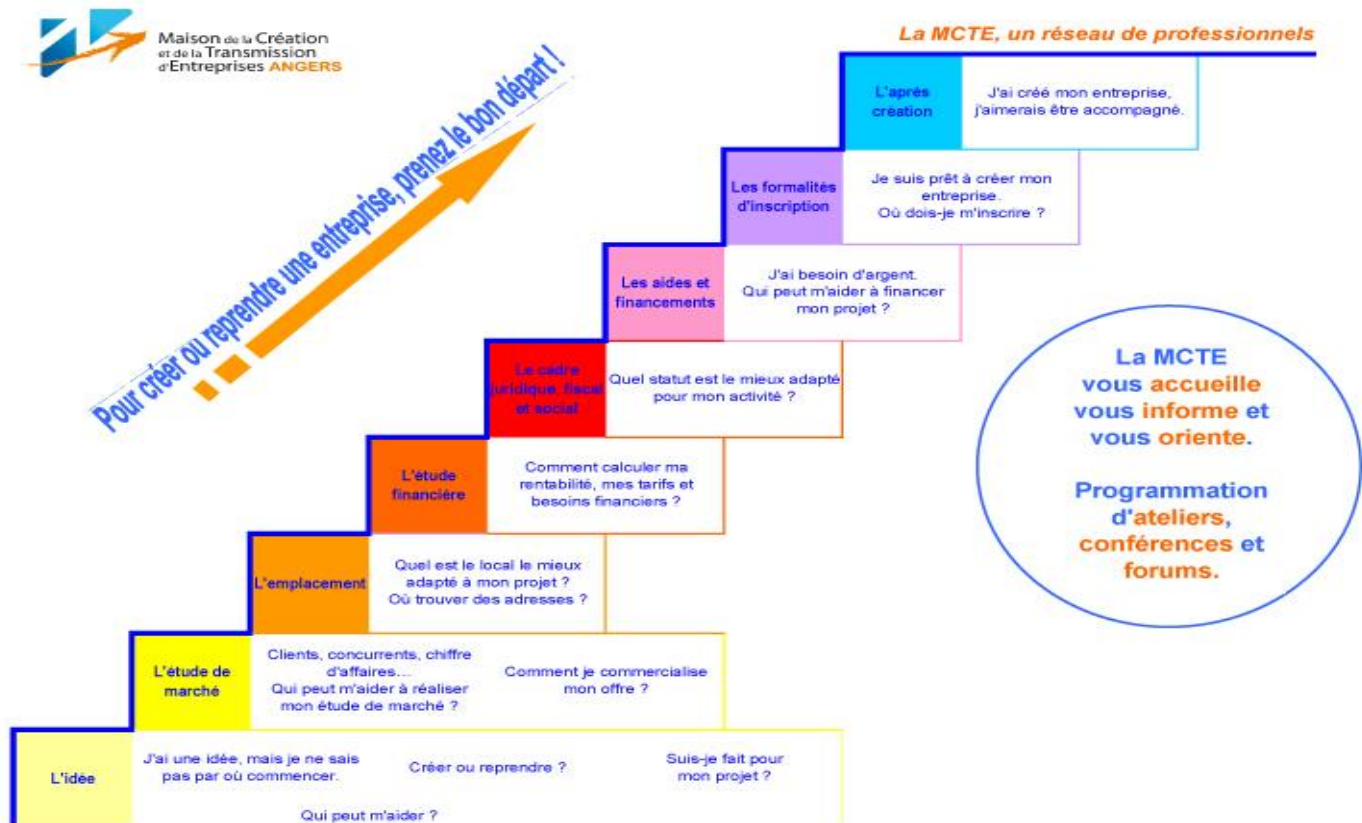 Maison de la Création
et de la Transmission
d'Entreprises ANGERS
La MCTE, un réseau de professionnels
Pour créer ou reprendre une entreprise, prenez le bon départ !
L'après
création
J'ai créé mon entreprise,
j'aimerais être accompagné.
Les formalités
d'inscription
Je suis prêt à créer mon
entreprise.
Où dois-je m'inscrire ?
Les aides et
financements
J'ai besoin d'argent.
Qui peut m'aider à financer
mon projet ?
Le cadre
juridique, fiscal
et social
Quel statut est le mieux adapté
pour mon activité ?
L'étude
financière
Comment calculer ma
rentabilité, mes tarifs et
besoins financiers ?
L'emplacement
Quel est le local le mieux
adapté à mon projet ?
Où trouver des adresses ?
L'étude de
marché
Clients, concurrents, chiffre
d'affaires...
Qui peut m'aider à réaliser
mon étude de marché ?
Comment je commercialise
mon offre ?
L'idée
J'ai une idée, mais je ne sais
pas par où commencer.
Créer ou reprendre ?
Suis-je fait pour
mon projet ?
Qui peut m'aider ?
La MCTE
vous accueille
vous informe et
vous oriente.
Programmation
d'ateliers,
conférences et
forums.